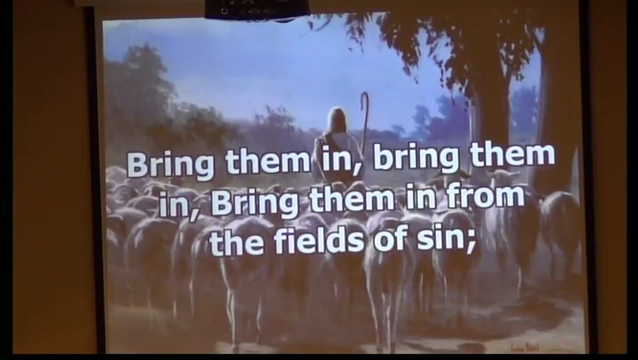 Bring them in, bring them
in, Bring them in from
the fields of sin;